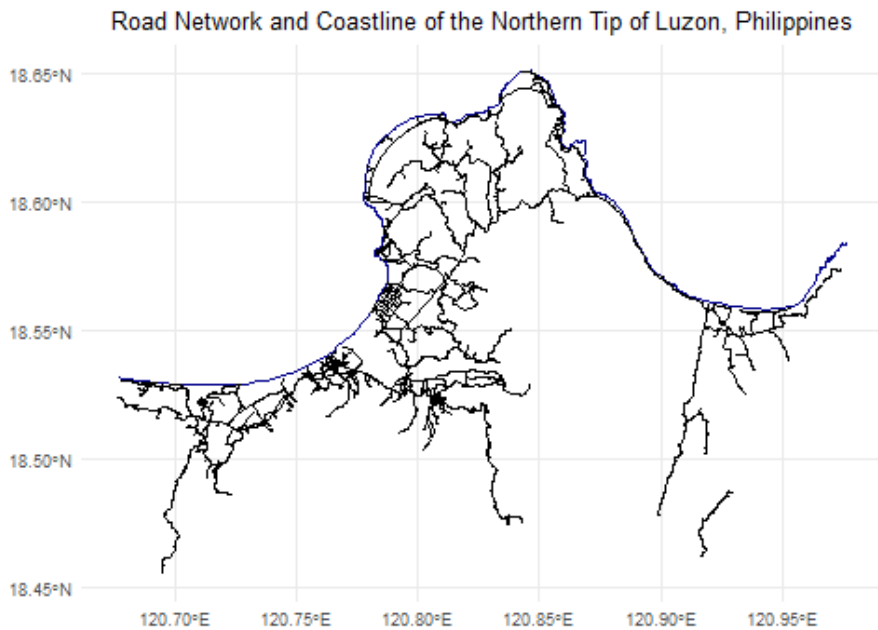 Road Network and Coastline of the Northern Tip of Luzon, Philippines
18.65°N
18.60°N
18.55°N
18.50°N
18.45°N
120.70°E 120.75°E 120.80°E 120.85°E 120.90°E 120.95°E